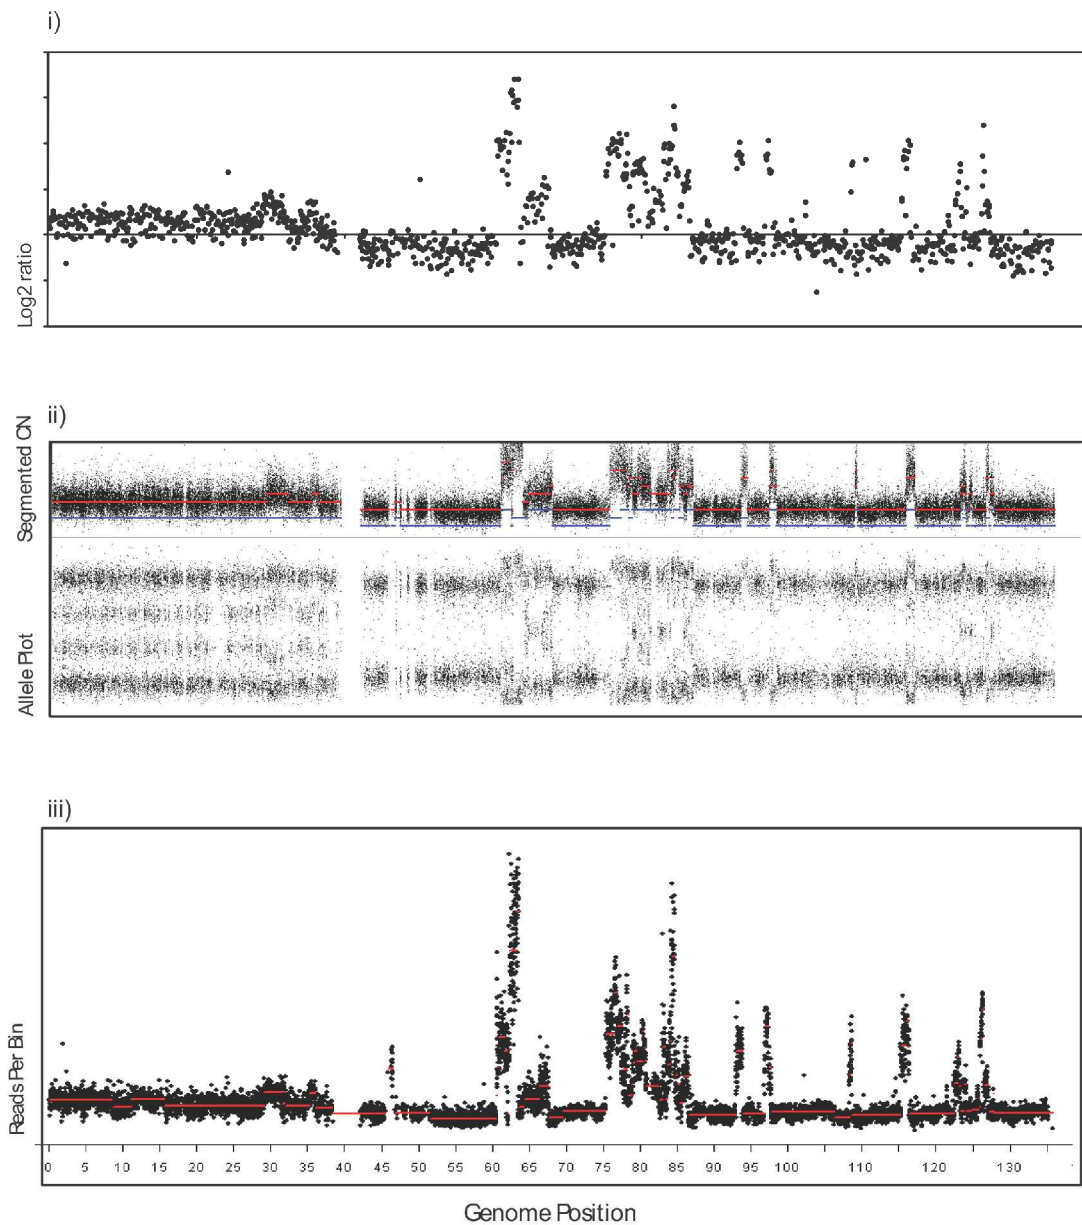 i)
Log2 ratio
ii)
Segmented CN
Allele Plot
iii)
Reads Per Bin
0 5 10 15 20 25 30 35 40 45 50 55 60 65 70 75 80 85 90 95 100 110 120 130
Genome Position